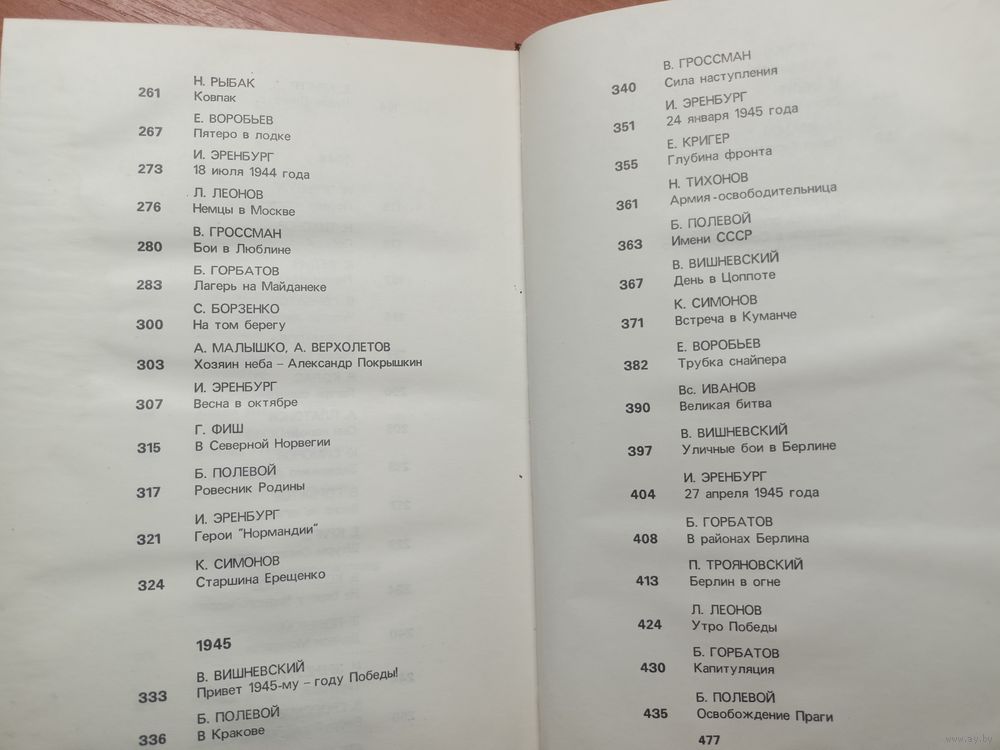 261 Н. РЫБАК
Ковпак
267 Е. ВОРОБЬЕВ
Пятеро в лодке
273 И. ЭРЕНБУРГ
18 июля 1944 года
276 Л. ЛЕОНОВ
Немцы в Москве
280 В. ГРОССМАН
Бои в Люблине
283 Б. ГОРБАТОВ
Лагерь на Майданеке
300 С. БОРЗЕНКО
На том берегу
303 А. МАЛЫШКО, А. ВЕРХОЛЕТОВ
Хозяин неба – Александр Покрышкин
307 И. ЭРЕНБУРГ
Весна в октябре
315 Г. ФИШ
В Северной Норвегии
317 Б. ПОЛЕВОЙ
Ровесник Родины
321 И. ЭРЕНБУРГ
Герои "Нормандии"
324 К. СИМОНОВ
Старшина Ерещенко
1945
333 В. ВИШНЕВСКИЙ
Привет 1945-му – году Победы!
336 Б. ПОЛЕВОЙ
В Кракове
340 В. ГРОССМАН
Сила наступления
351 И. ЭРЕНБУРГ
24 января 1945 года
355 Е. КРИГЕР
Глубина фронта
361 Н. ТИХОНОВ
Армия-освободительница
363 Б. ПОЛЕВОЙ
Имени СССР
367 В. ВИШНЕВСКИЙ
День в Цоппоте
371 К. СИМОНОВ
Встреча в Куманче
382 Е. ВОРОБЬЕВ
Трубка снайпера
390 Вс. ИВАНОВ
Великая битва
397 В. ВИШНЕВСКИЙ
Уличные бои в Берлине
404 И. ЭРЕНБУРГ
27 апреля 1945 года
408 Б. ГОРБАТОВ
В районах Берлина
413 П. ТРОЯНОВСКИЙ
Берлин в огне
424 Л. ЛЕОНОВ
Утро Победы
430 Б. ГОРБАТОВ
Капитуляция
435 Б. ПОЛЕВОЙ
Освобождение Праги
477
www.ay.by